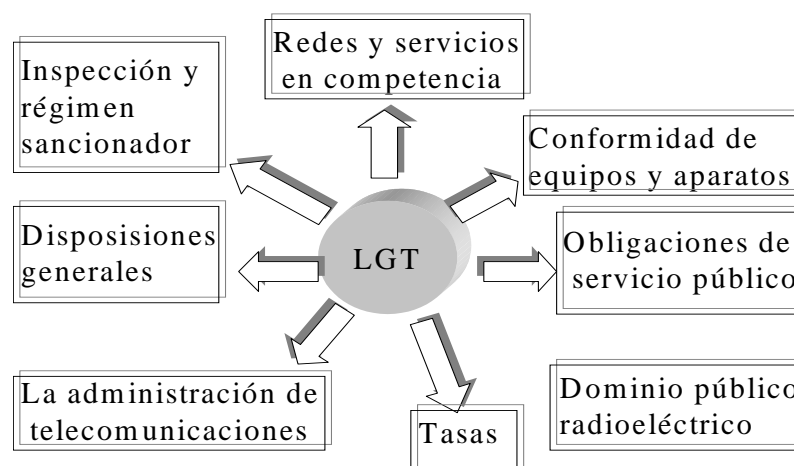 Redes y servicios
en competencia
Inspección y
régimen
sancionador
Conformidad de
equipos y aparatos
Disposisiones
generales
LGT
Obligaciones de
servicio público
La administración de
telecomunicaciones
Tasas
Dominio público
radioeléctrico